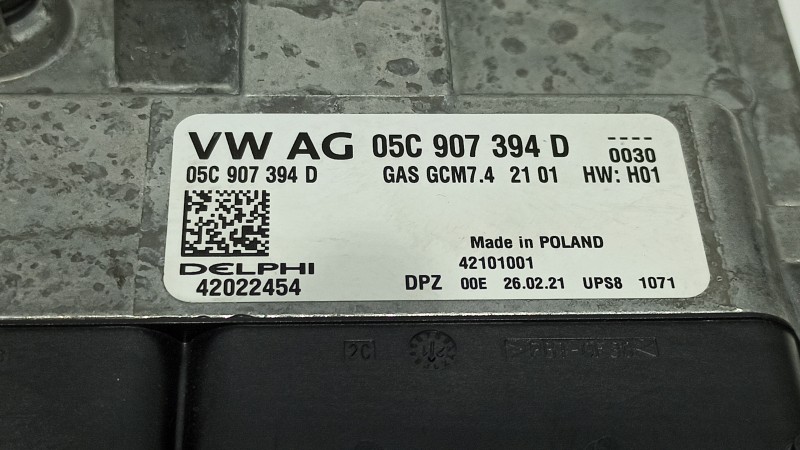 VW AG 05C 907 394 D ----
0030
05C 907 394 D GAS GCM7.4 21 01 HW: H01
Made in POLAND
DELPHI 42101001
42022454 DPZ 00E 26.02.21 UPS8 1071
2C